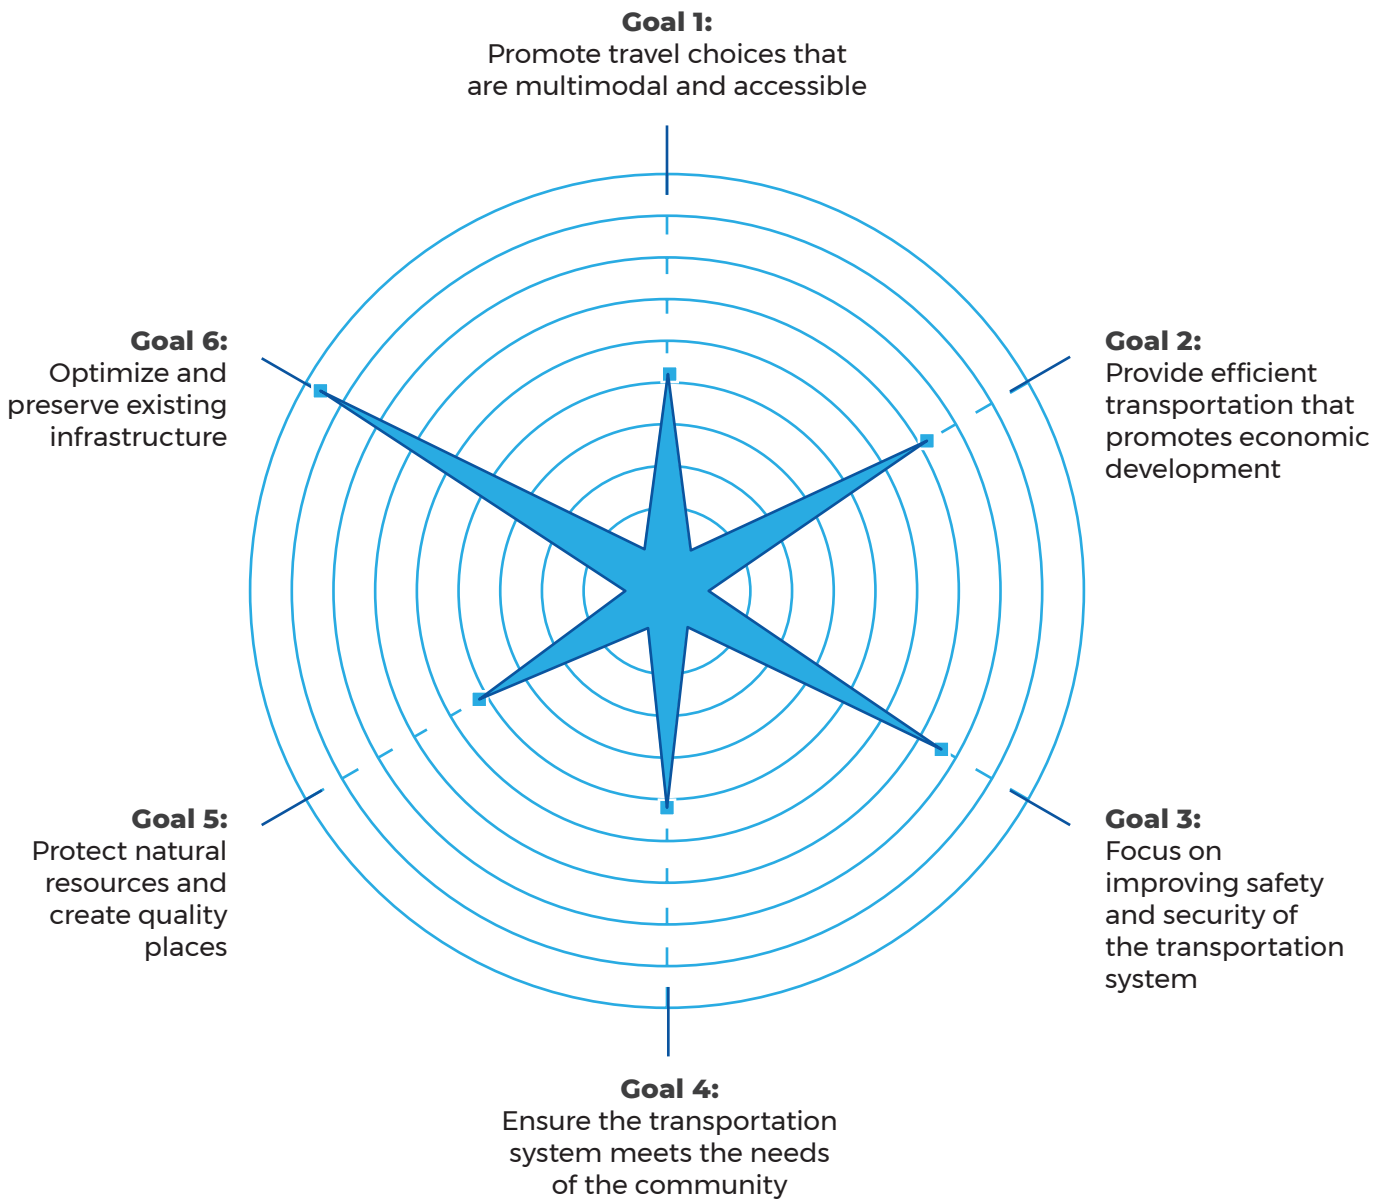 Goal 1:
Promote travel choices that
are multimodal and accessible
Goal 2:
Provide efficient
transportation that
promotes economic
development
Goal 3:
Focus on
improving safety
and security of
the transportation
system
Goal 4:
Ensure the transportation
system meets the needs
of the community
Goal 5:
Protect natural
resources and
create quality
places
Goal 6:
Optimize and
preserve existing
infrastructure